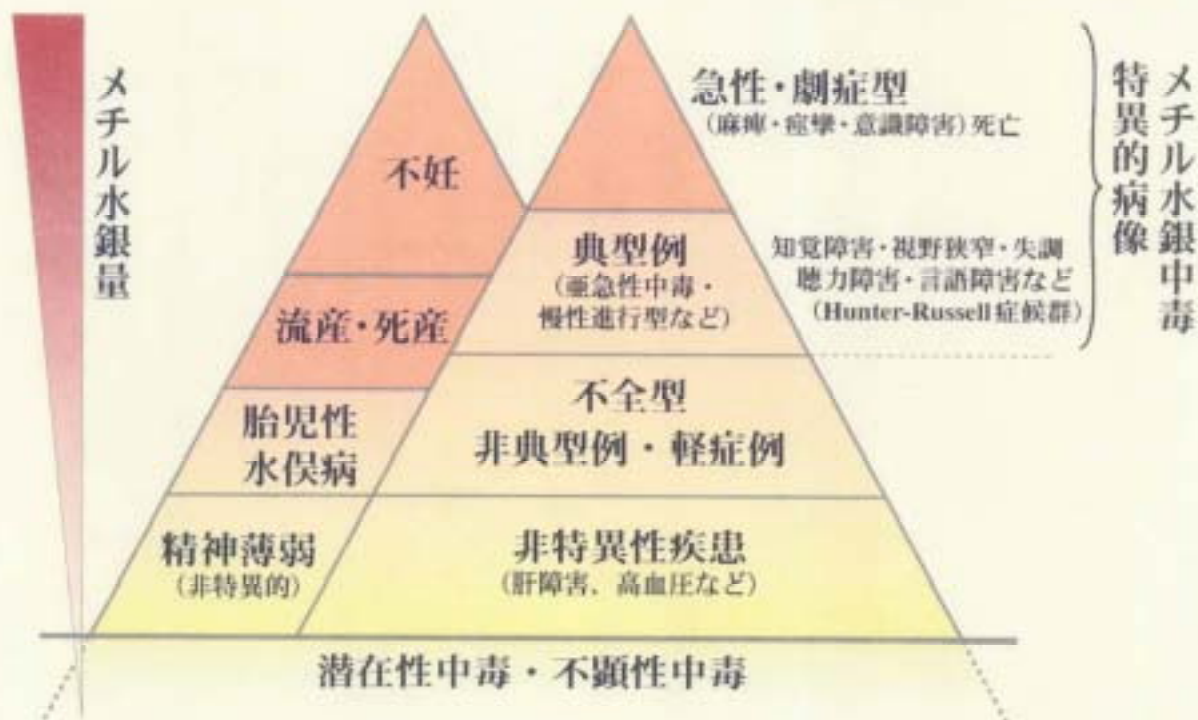 メチル水銀量
不妊
流産・死産
胎児性
水俣病
精神薄弱
（非特異的）
急性・劇症型
（麻痺・痙攣・意識障害）死亡
典型例
（亜急性中毒・
慢性進行型など）
知覚障害・視野狭窄・失調
聴力障害・言語障害など
（Hunter-Russell症候群）
不全型
非典型例・軽症例
非特異性疾患
（肝障害、高血圧など）
メチル水銀中毒
特異的病像
潜在性中毒・不顕性中毒